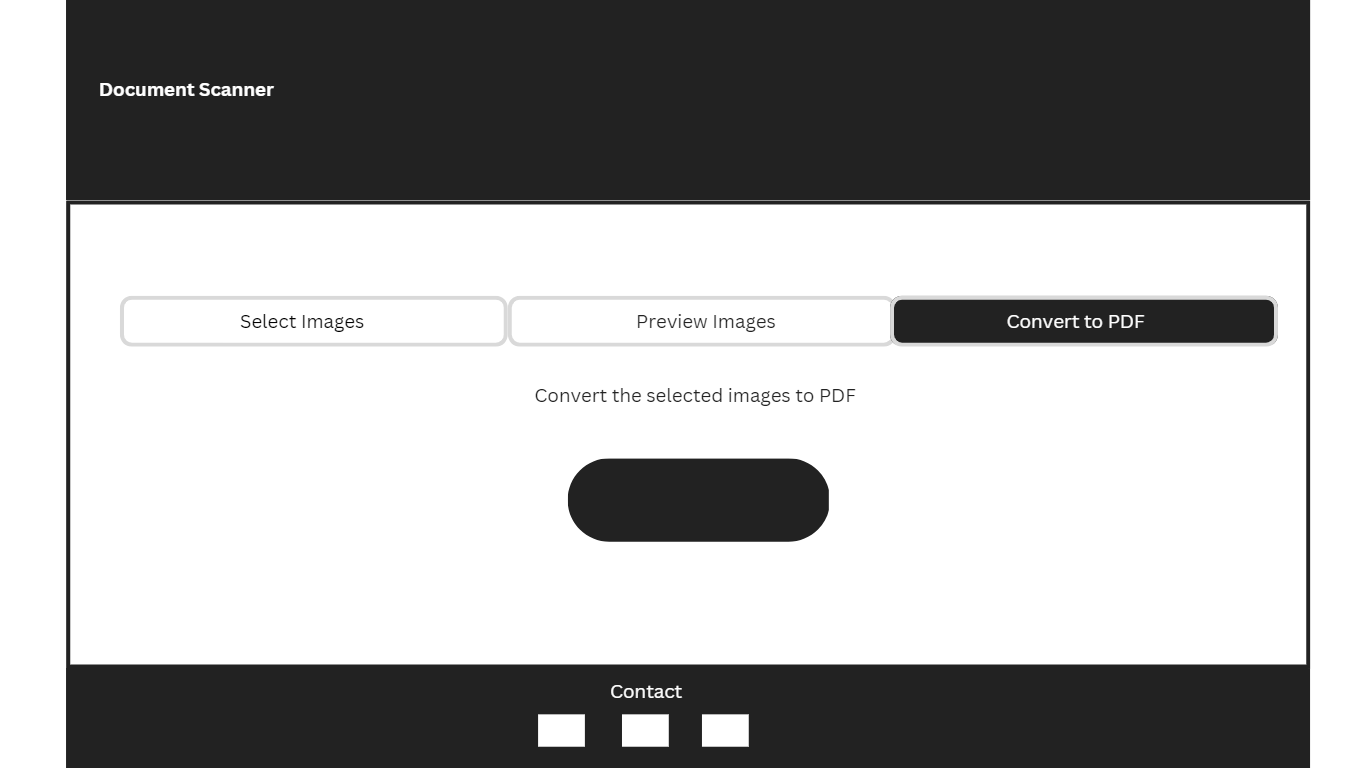 Document Scanner
Select Images
Preview Images
Convert to PDF
Convert the selected images to PDF
Contact